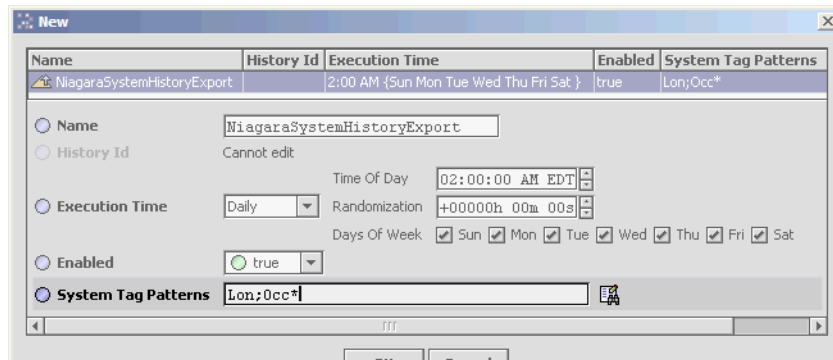 New
Name History Id Execution Time Enabled System Tag Patterns
NiagaraSystemHistoryExport 2:00 AM {Sun Mon Tue Wed Thu Fri Sat } true Lon;Occ*
Name NiagaraSystemHistoryExport
History Id Cannot edit
Time Of Day 02:00:00 AM EDT
Execution Time Daily Randomization +00000h 00m 00s
Days Of Week Sun Mon Tue Wed Thu Fri Sat
Enabled true
System Tag Patterns Lon;Occ*